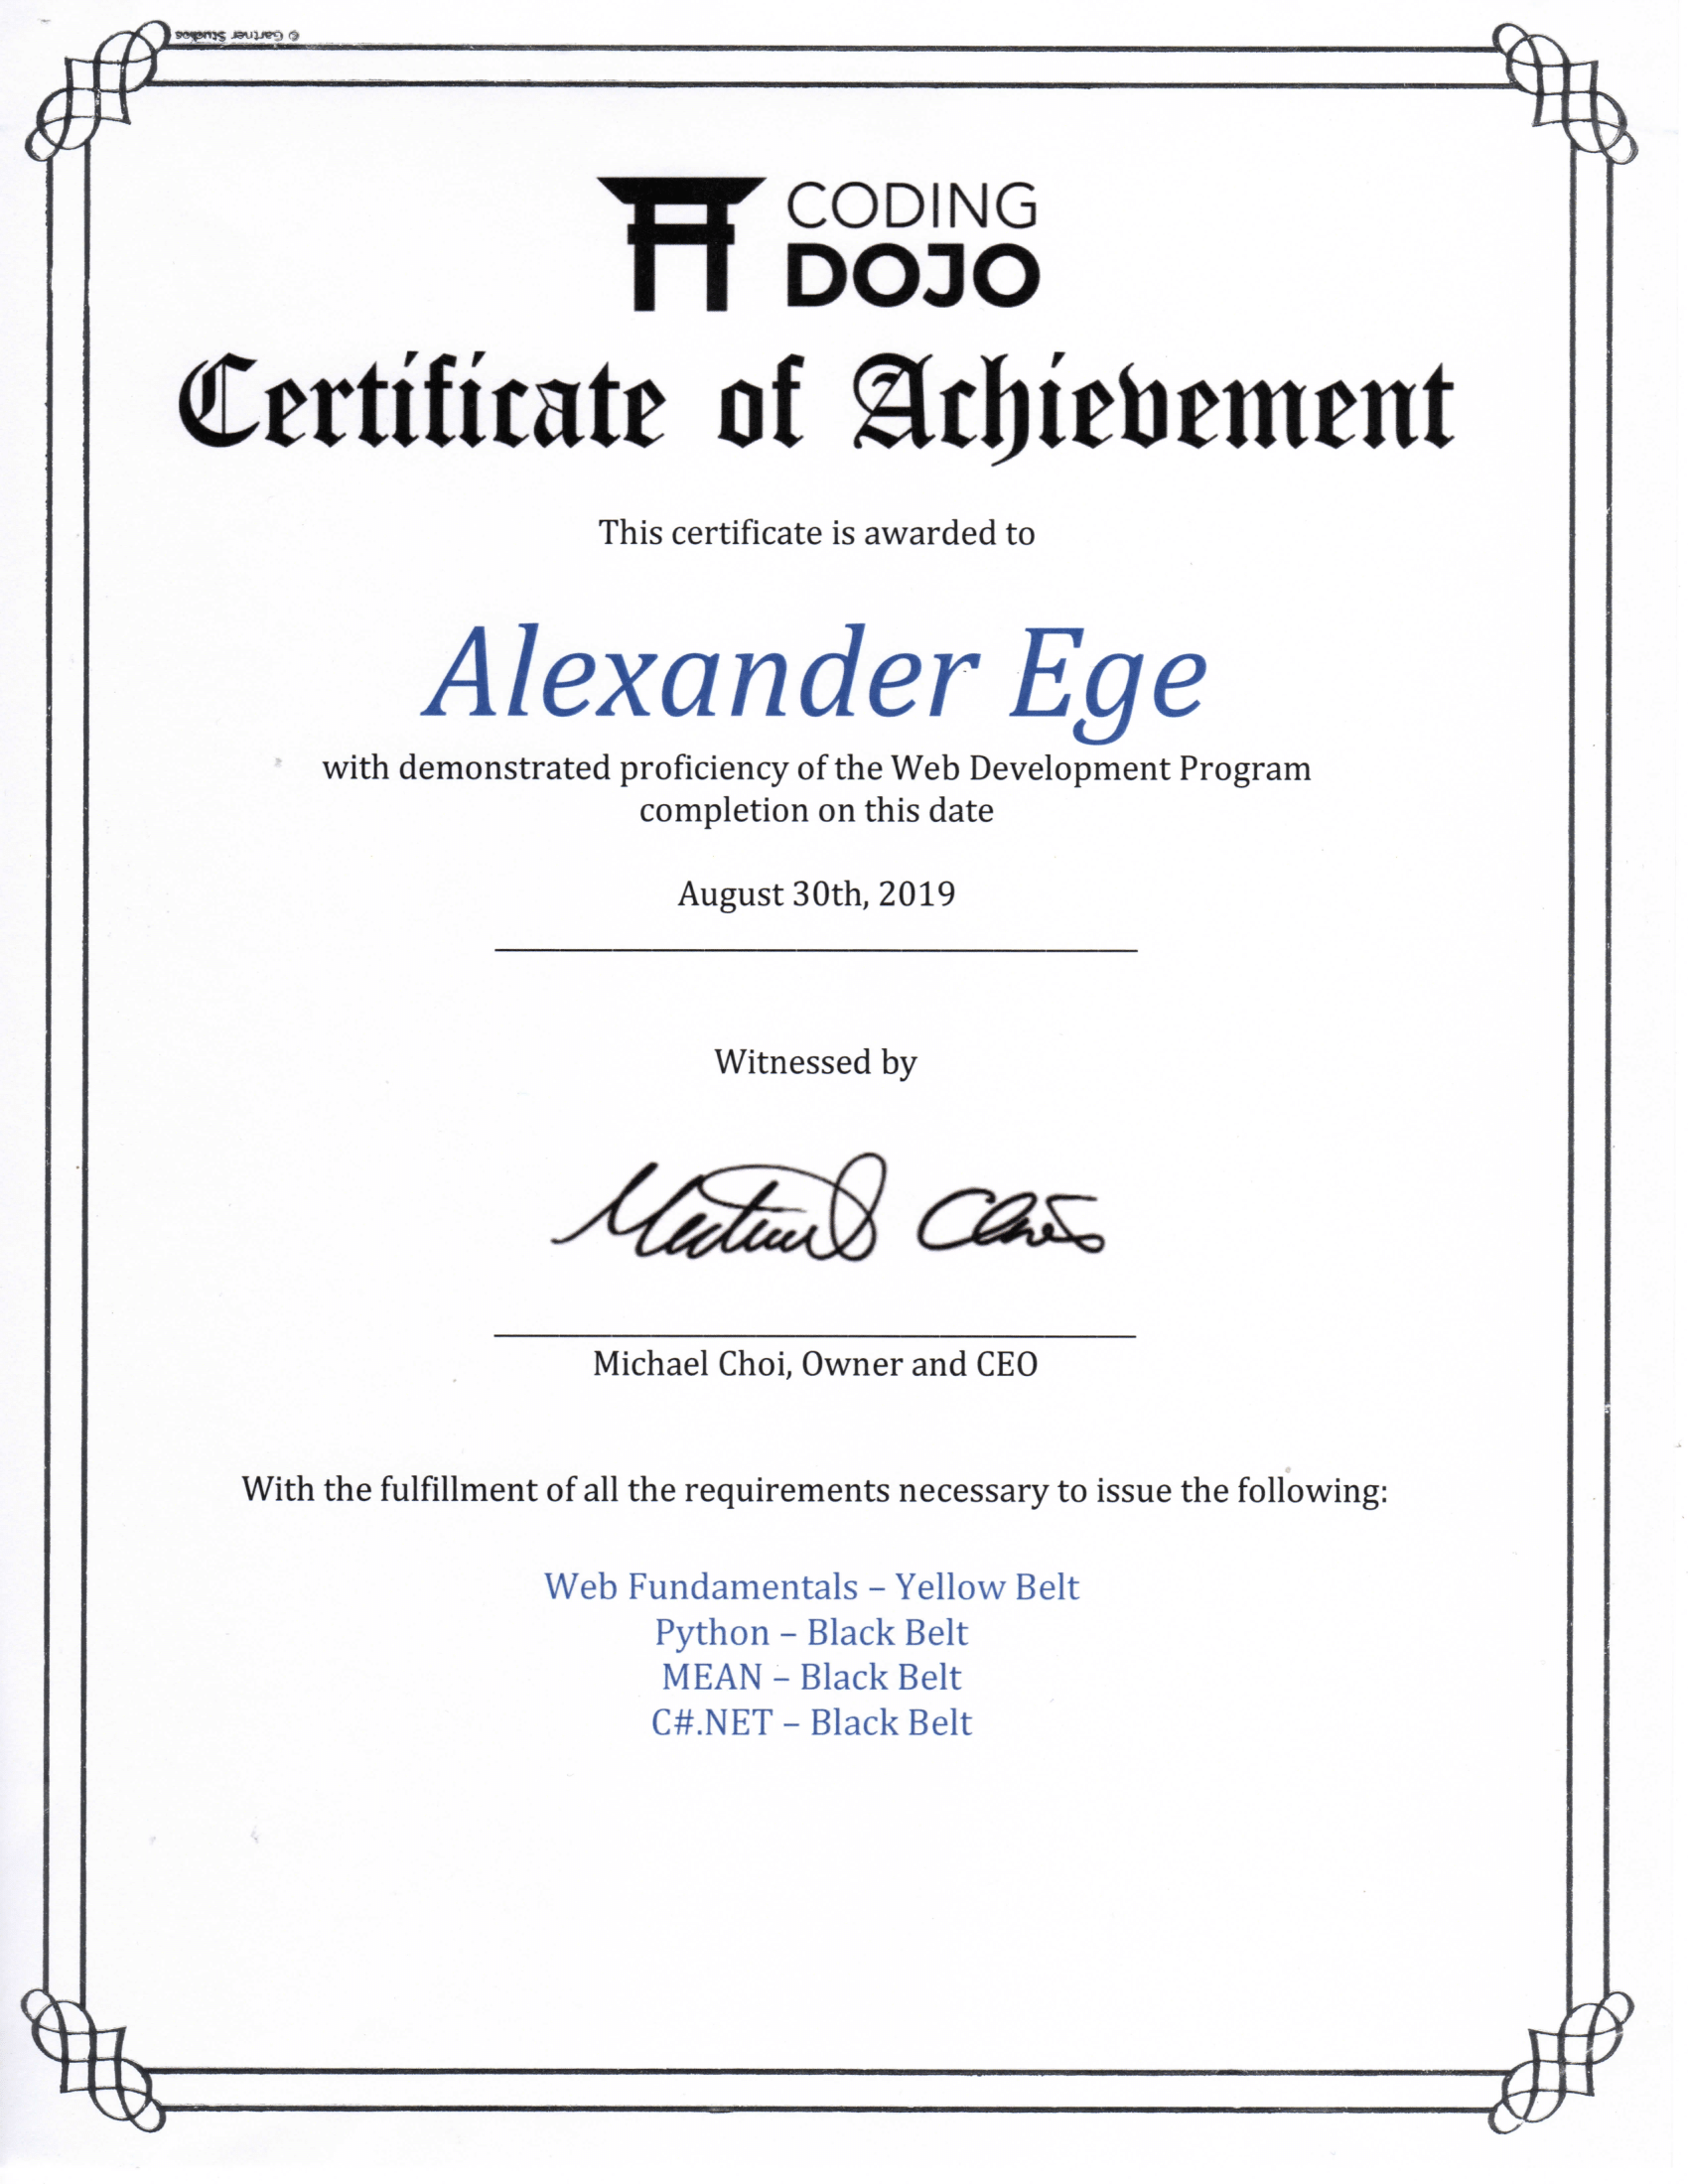 © Gartner Studios
CODING
DOJO
Certificate of Achievement
This certificate is awarded to
Alexander Ege
with demonstrated proficiency of the Web Development Program
completion on this date
August 30th, 2019
Witnessed by
Michael Choi
Michael Choi, Owner and CEO
With the fulfillment of all the requirements necessary to issue the following:
Web Fundamentals – Yellow Belt
Python – Black Belt
MEAN – Black Belt
C#.NET – Black Belt